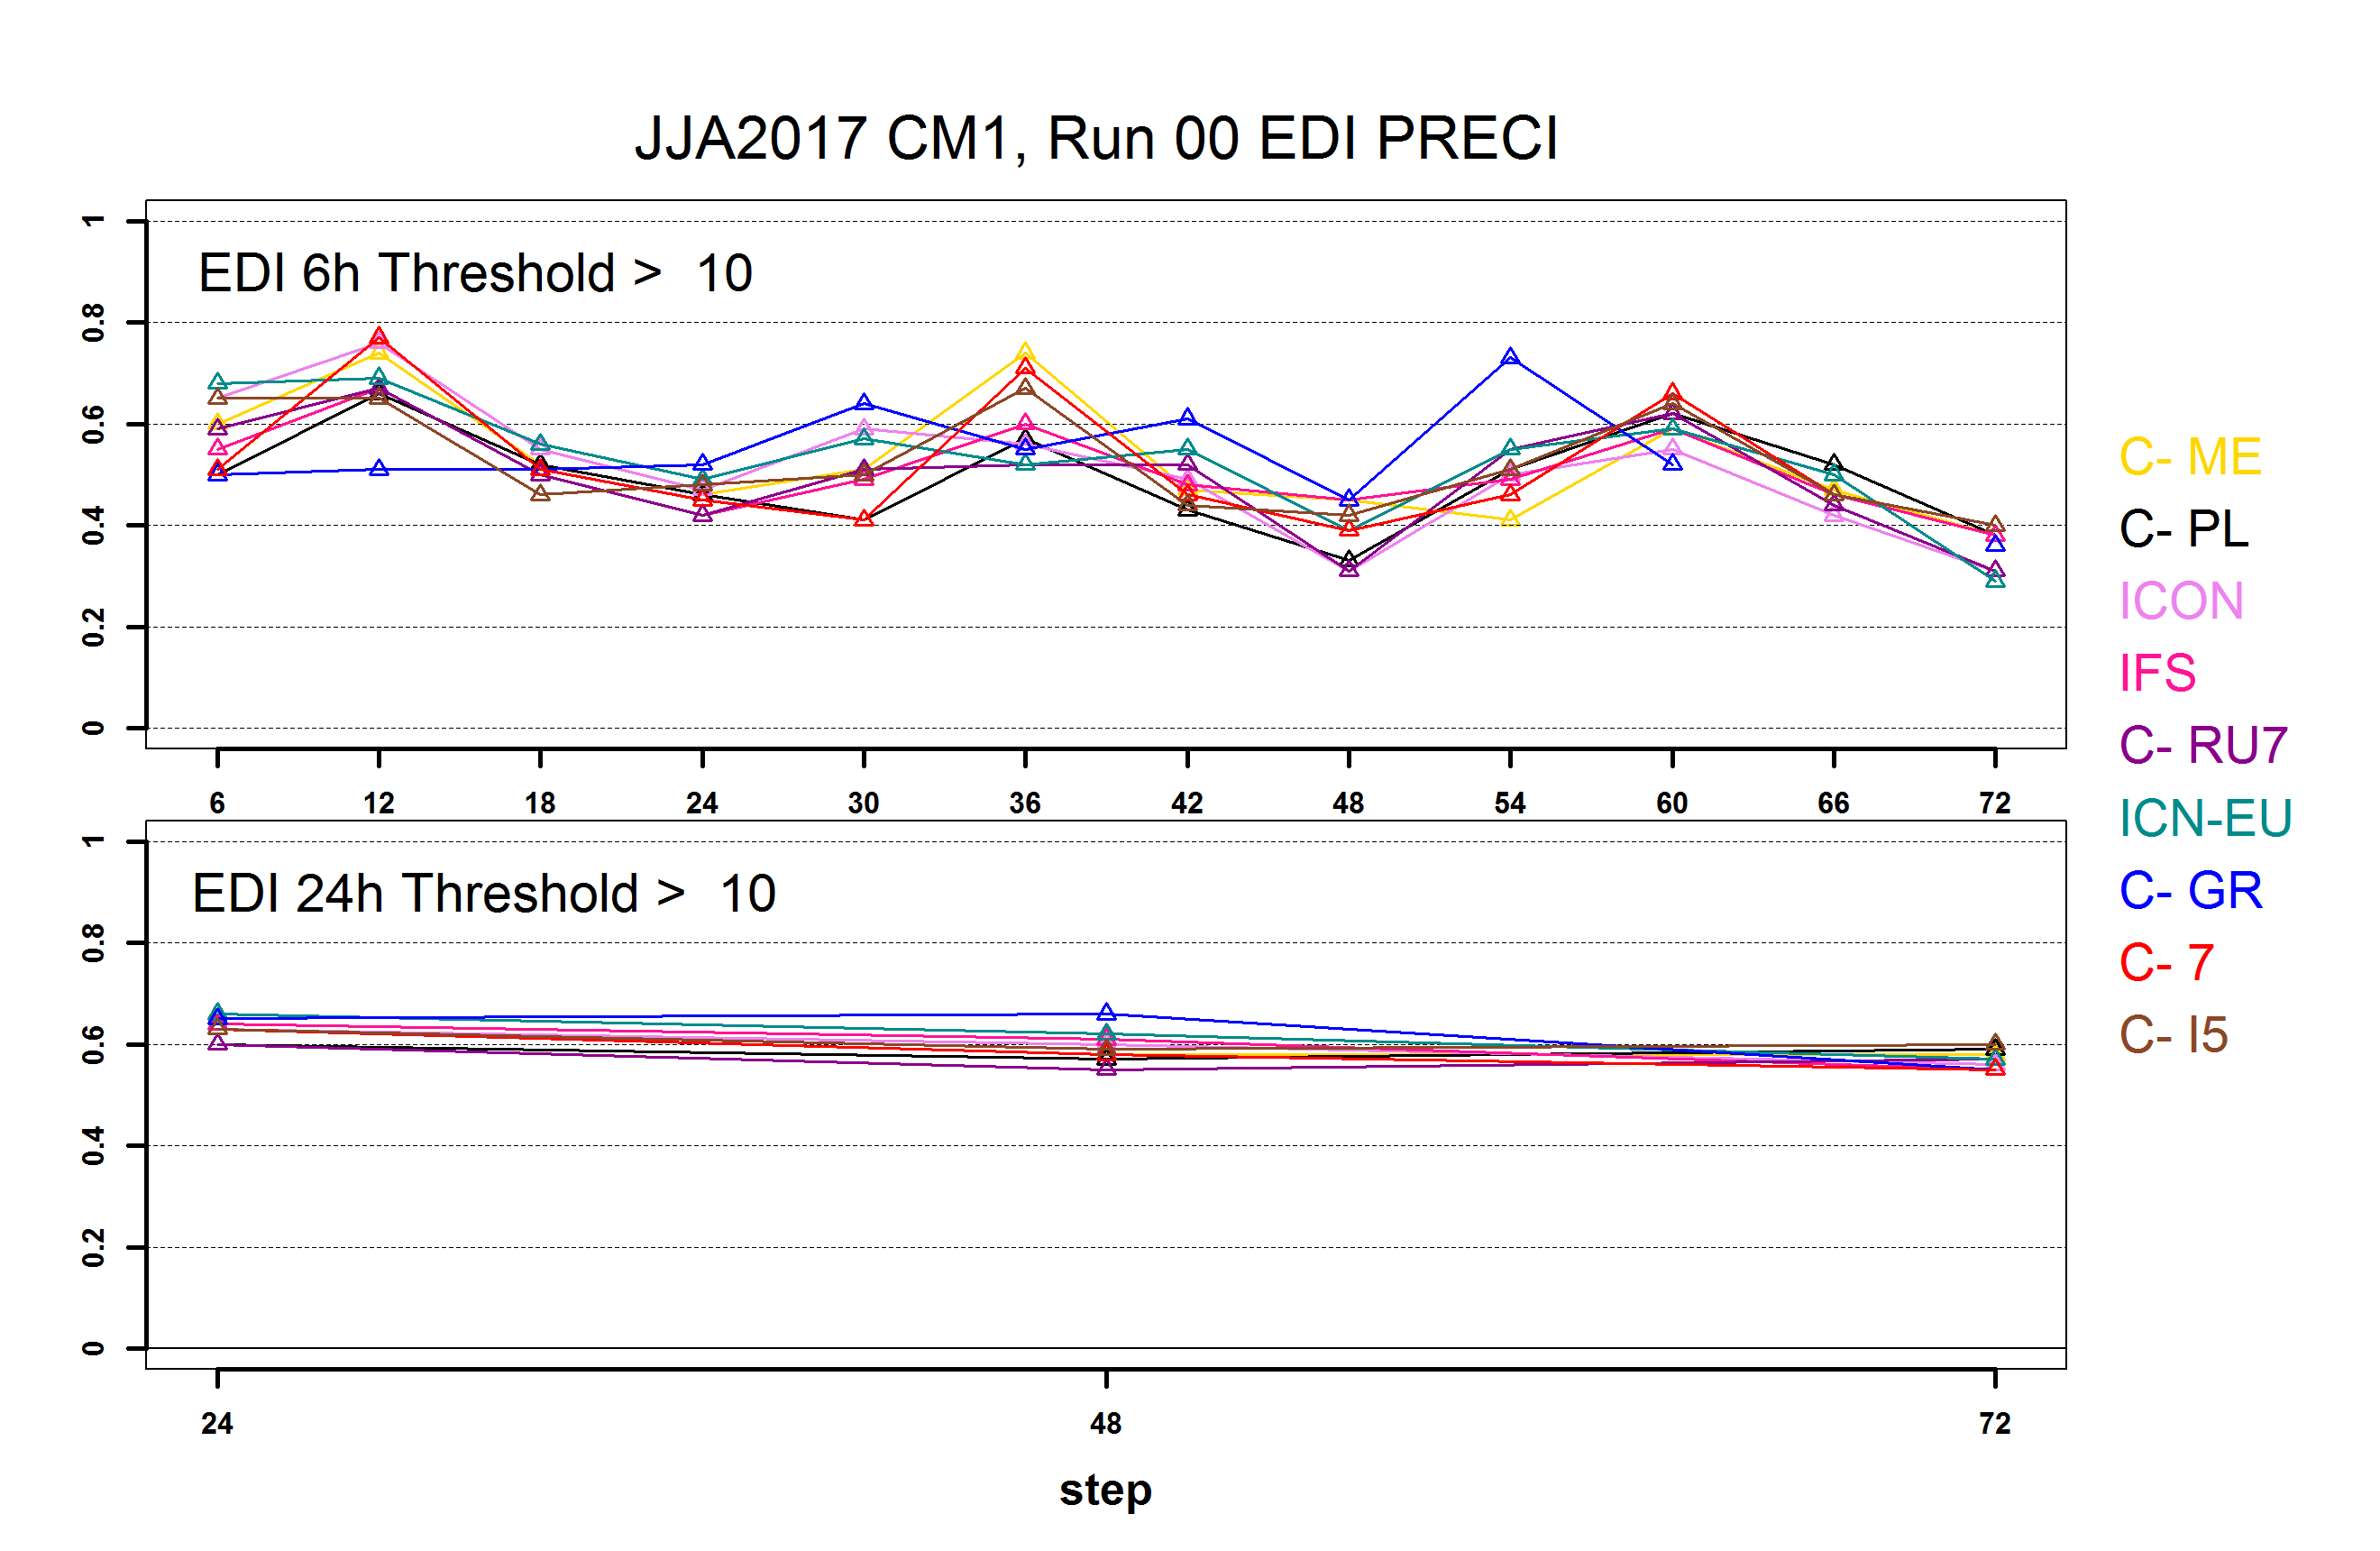 JJA2017 CM1, Run 00 EDI PRECI
EDI 6h Threshold > 10
1
0.8
0.6
0.4
0.2
0
6 12 18 24 30 36 42 48 54 60 66 72
EDI 24h Threshold > 10
1
0.8
0.6
0.4
0.2
0
24 48 72
step
C- ME
C- PL
ICON
IFS
C- RU7
ICN-EU
C- GR
C- 7
C- I5